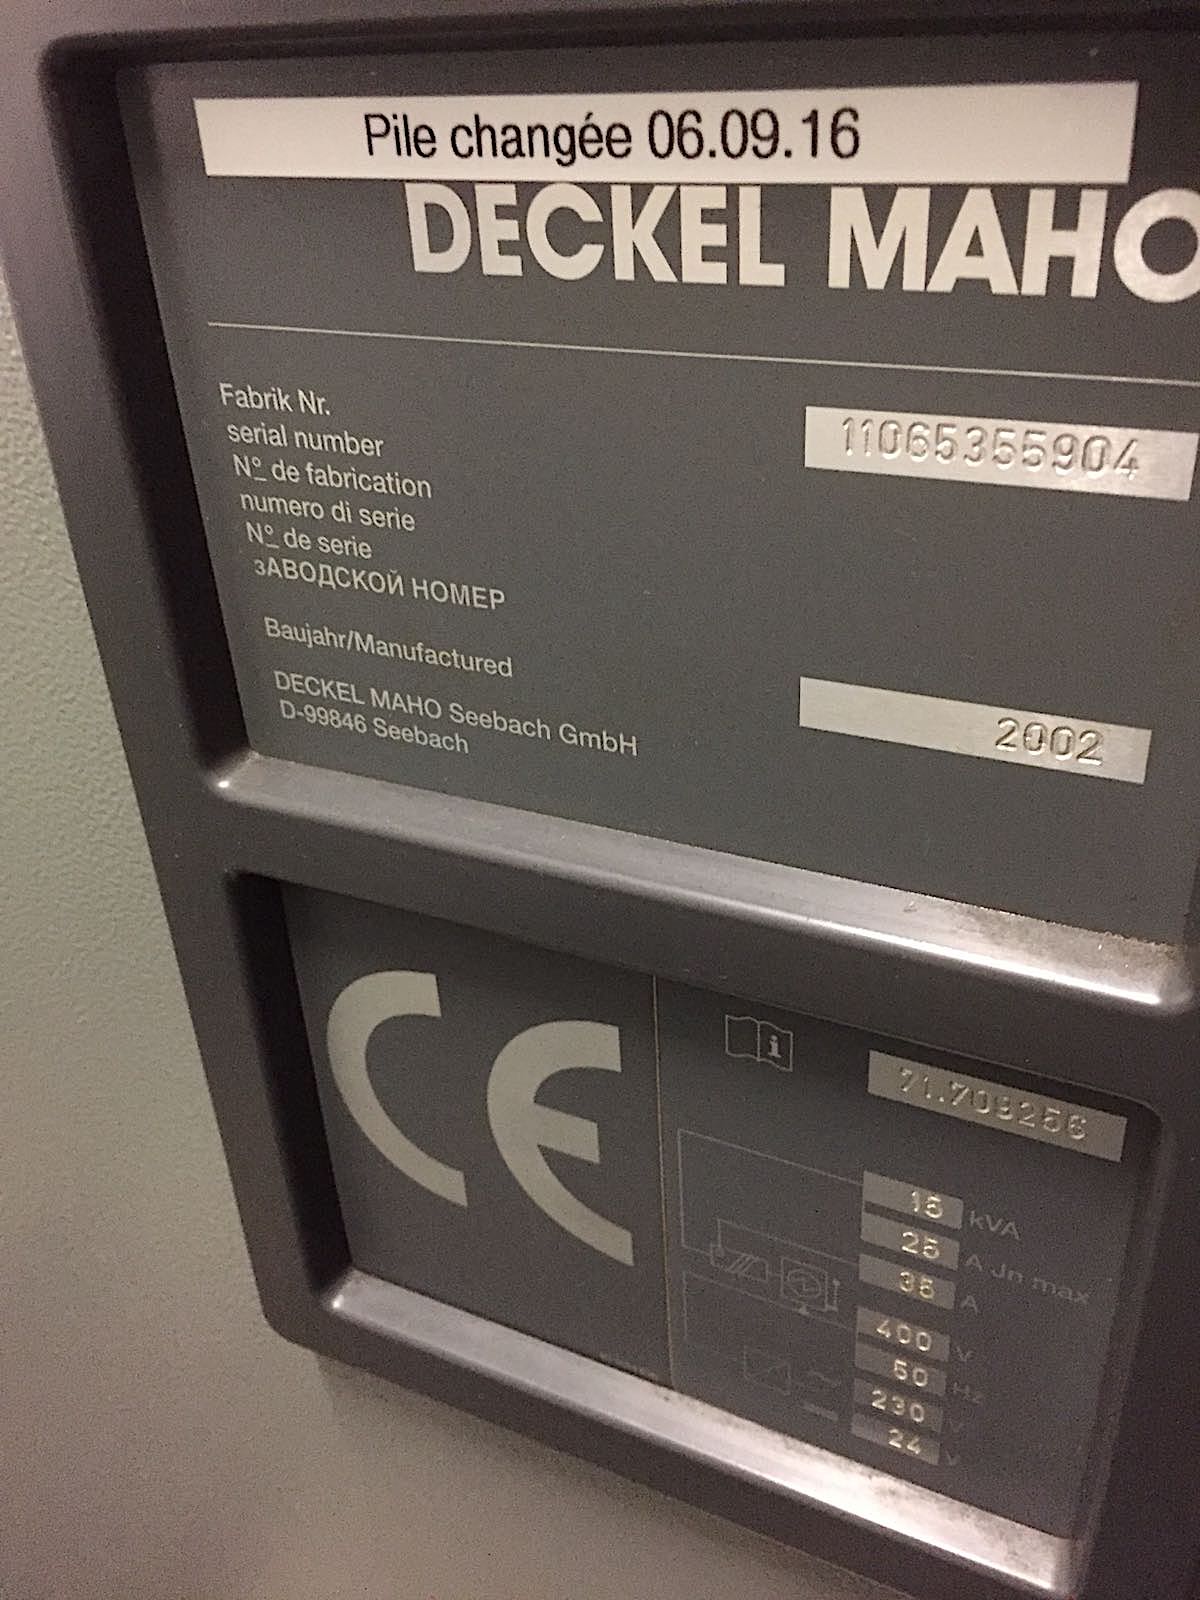 Pile changée 06.09.16
DECKEL MAHO
Fabrik Nr.
serial number
N° de fabrication
numero di serie
N° de serie
зАВОДСКОЙ НОМЕР
11065355904
Baujahr/Manufactured
2002
DECKEL MAHO Seebach GmbH
D-99846 Seebach
CE
i
71.708256
15 kVA
25 A Jn max
35 A
400 V
50 Hz
230 V
24 V